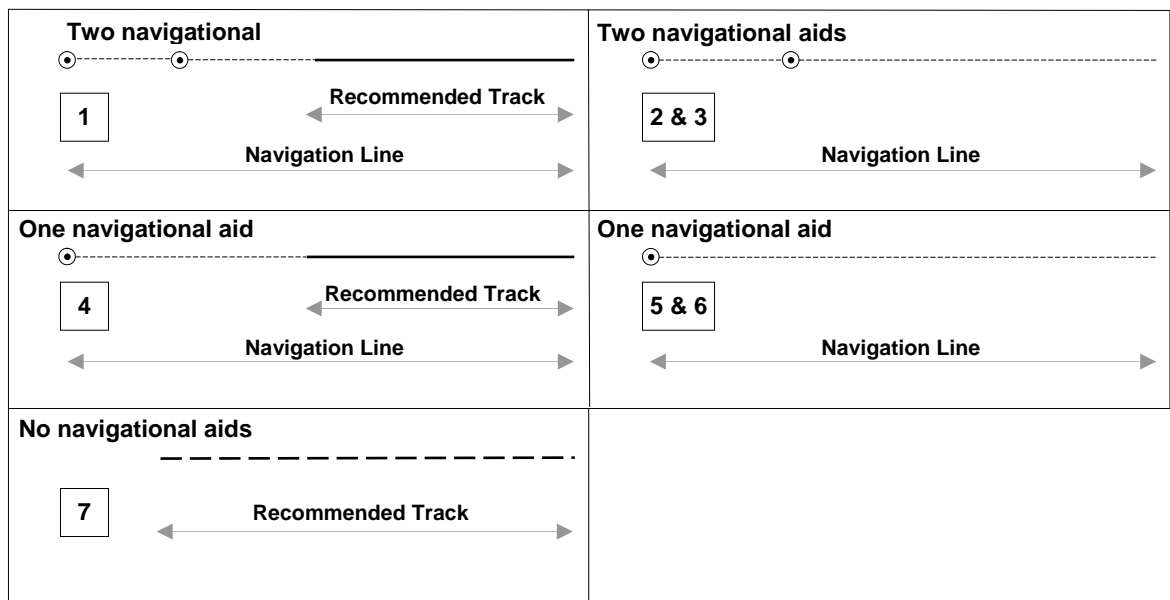 Two navigational
Recommended Track
1
Navigation Line
Two navigational aids
2 & 3
Navigation Line
One navigational aid
Recommended Track
4
Navigation Line
One navigational aid
5 & 6
Navigation Line
No navigational aids
7
Recommended Track